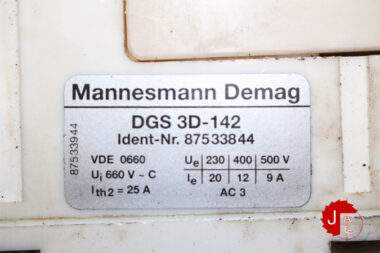 Mannesmann Demag
DGS 3D-142
Ident-Nr. 87533844
87533944
VDE 0660
Ui 660 V ~ C
Ith2 = 25 A
Ue 230 400 500 V
Ie 20 12 9 A
AC 3
J